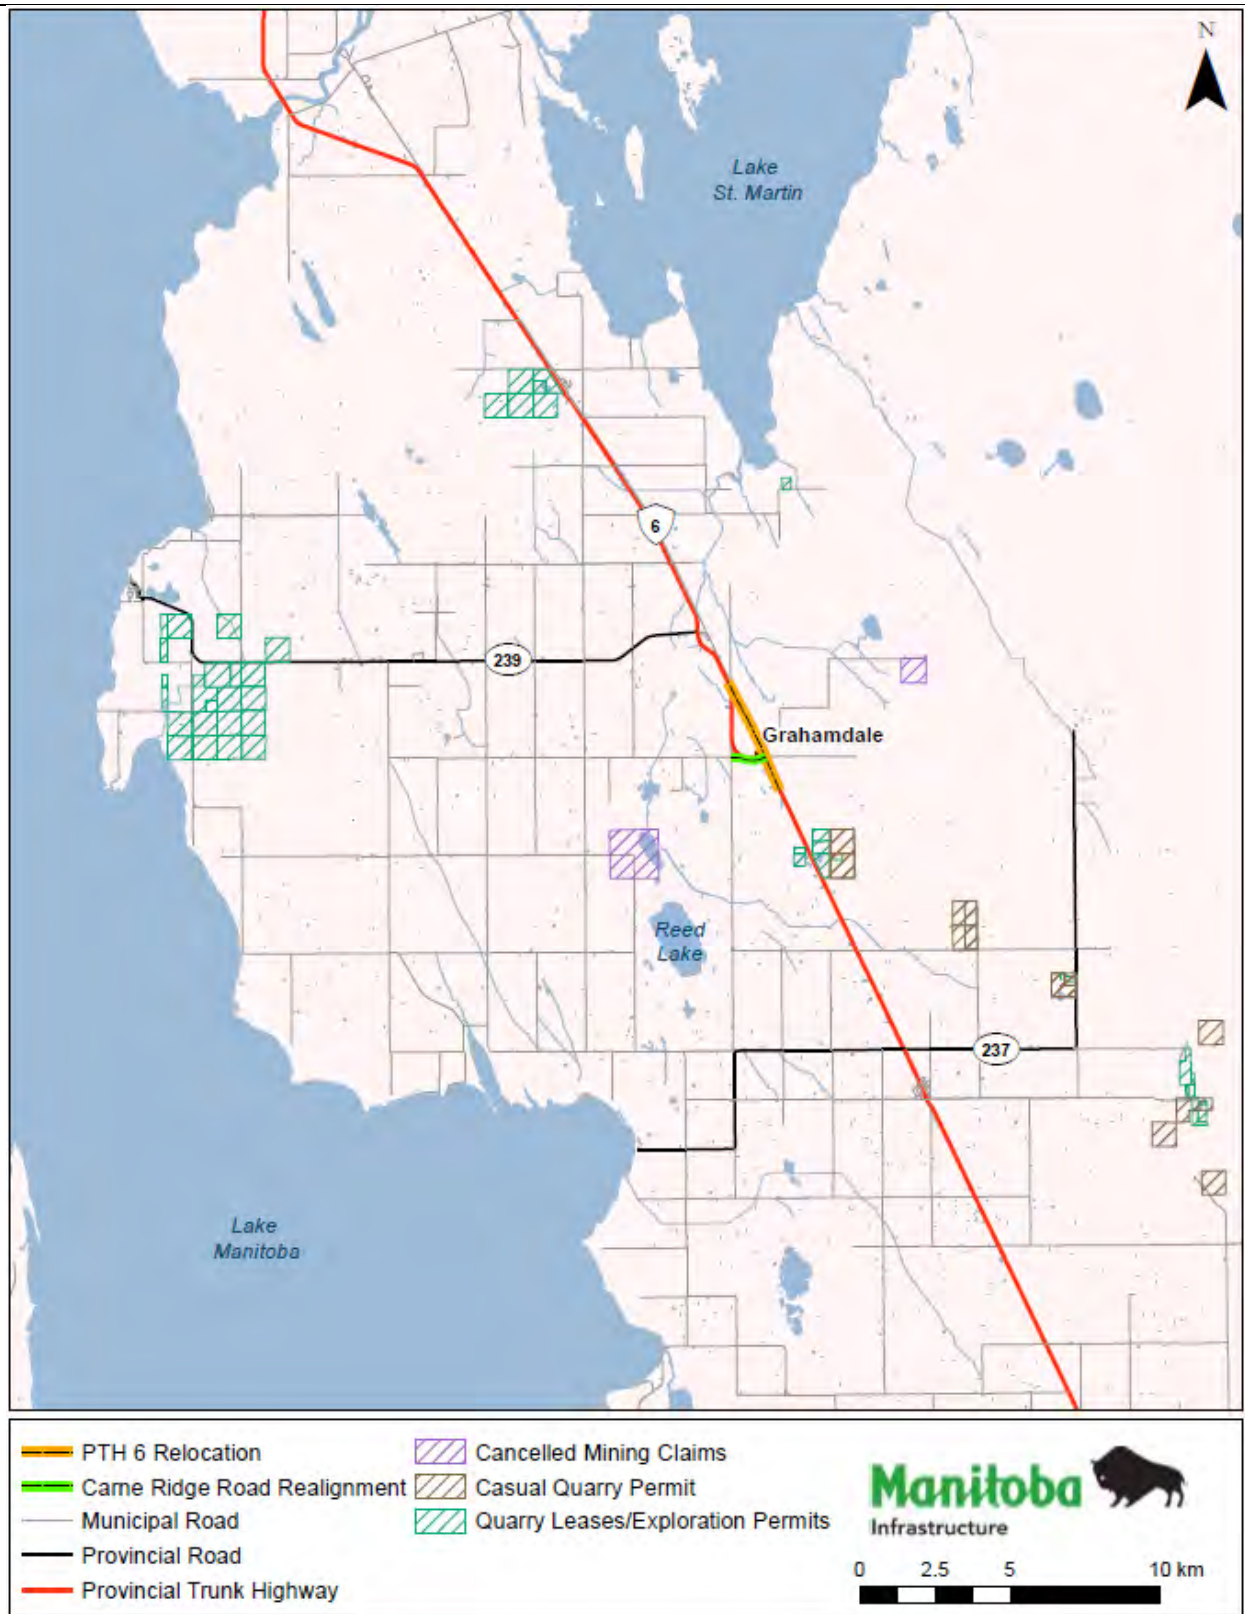 N
Lake
St. Martin
6
239
Grahamdale
Reed
Lake
237
Lake
Manitoba
PTH 6 Relocation
Carne Ridge Road Realignment
Municipal Road
Provincial Road
Provincial Trunk Highway
Cancelled Mining Claims
Casual Quarry Permit
Quarry Leases/Exploration Permits
Manitoba
Infrastructure
0 2.5 5 10 km